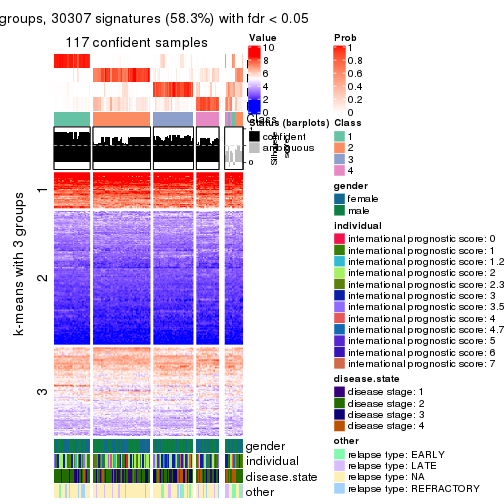 groups, 30307 signatures (58.3%) with fdr < 0.05
117 confident samples
Value
10
8
6
4
2
0
Prob
1
0.8
0.6
0.4
0.2
0
Class
Status (barplots)
confident
ambiguous
1
0
Silhouette
score
Class
1
2
3
4
gender
female
male
individual
international prognostic score: 0
international prognostic score: 1
international prognostic score: 1.2
international prognostic score: 2
international prognostic score: 2.3
international prognostic score: 3
international prognostic score: 3.5
international prognostic score: 4
international prognostic score: 4.7
international prognostic score: 5
international prognostic score: 6
international prognostic score: 7
disease.state
disease stage: 1
disease stage: 2
disease stage: 3
disease stage: 4
other
relapse type: EARLY
relapse type: LATE
relapse type: NA
relapse type: REFRACTORY
k-means with 3 groups
1
2
3
gender
individual
disease.state
other